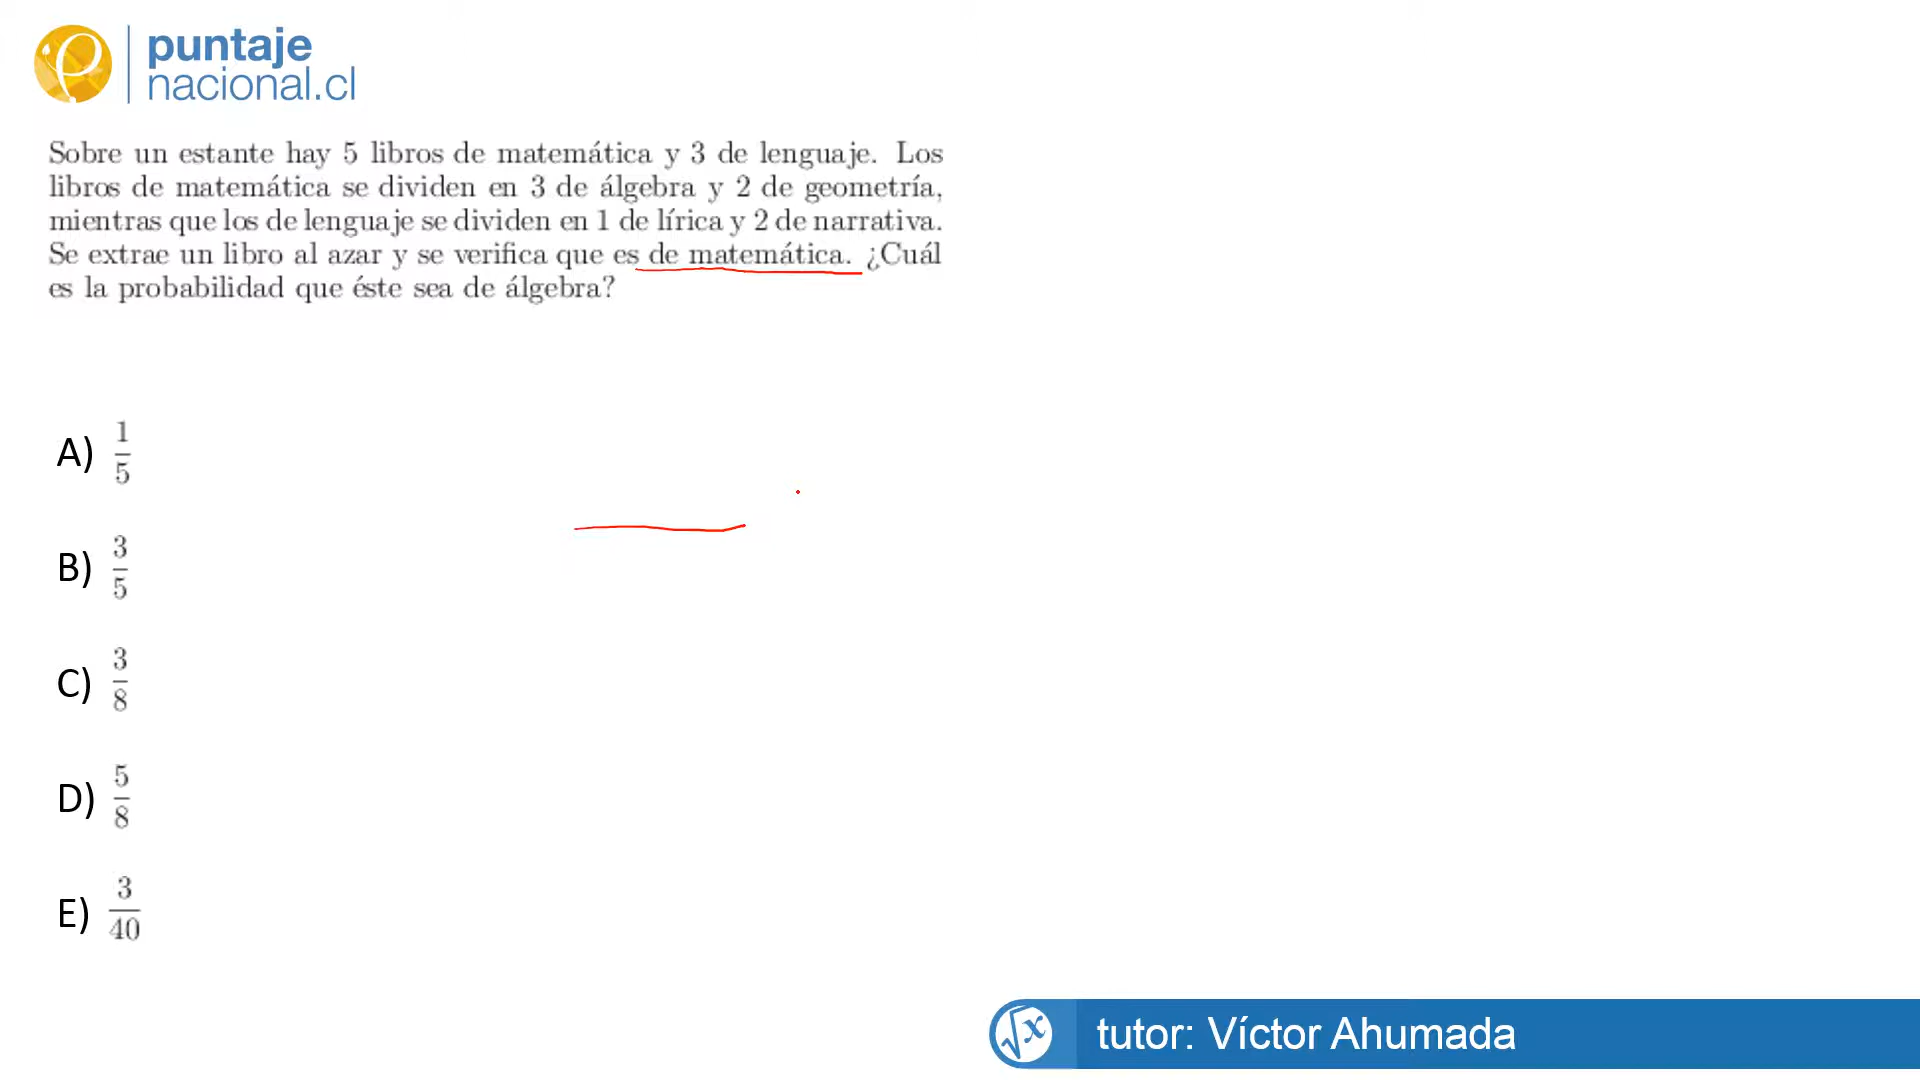 puntaje
nacional.cl
Sobre un estante hay 5 libros de matemática y 3 de lenguaje. Los
libros de matemática se dividen en 3 de álgebra y 2 de geometría,
mientras que los de lenguaje se dividen en 1 de lírica y 2 de narrativa.
Se extrae un libro al azar y se verifica que es de matemática. ¿Cuál
es la probabilidad que éste sea de álgebra?
A) 1/5
B) 3/5
C) 3/8
D) 5/8
E) 3/40
√x tutor: Víctor Ahumada